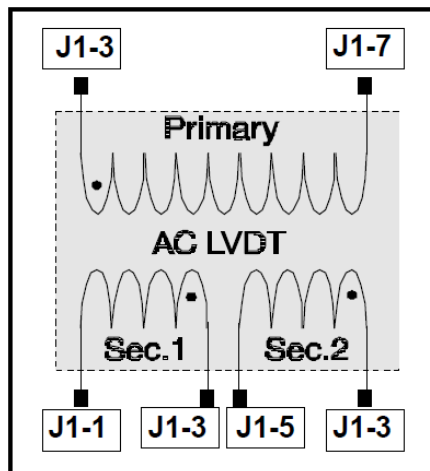 J1-3 J1-7
Primary
AC LVDT
Sec.1 Sec.2
J1-1 J1-3 J1-5 J1-3